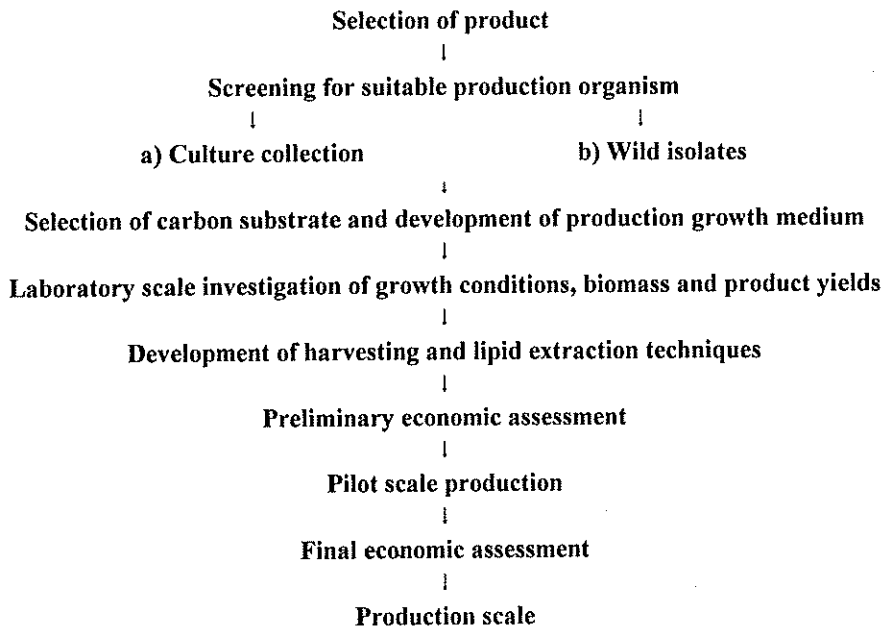 Selection of product
↓
Screening for suitable production organism
↓ ↓
a) Culture collection b) Wild isolates
↓
Selection of carbon substrate and development of production growth medium
↓
Laboratory scale investigation of growth conditions, biomass and product yields
↓
Development of harvesting and lipid extraction techniques
↓
Preliminary economic assessment
↓
Pilot scale production
↓
Final economic assessment
↓
Production scale